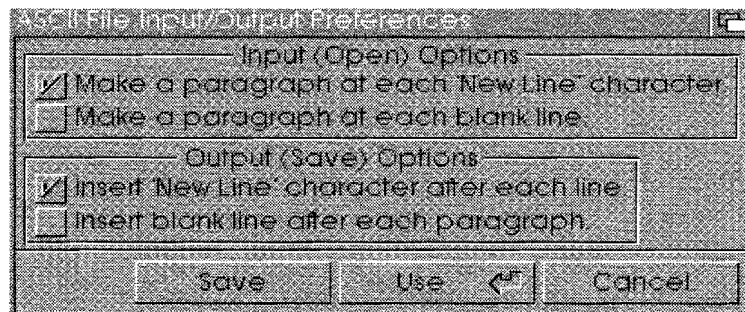 ASCII File Input/Output Preferences
Input (Open) Options
Make a paragraph at each 'New Line' character.
Make a paragraph at each blank line.
Output (Save) Options
Insert 'New Line' character after each line.
Insert blank line after each paragraph.
Save Use Cancel